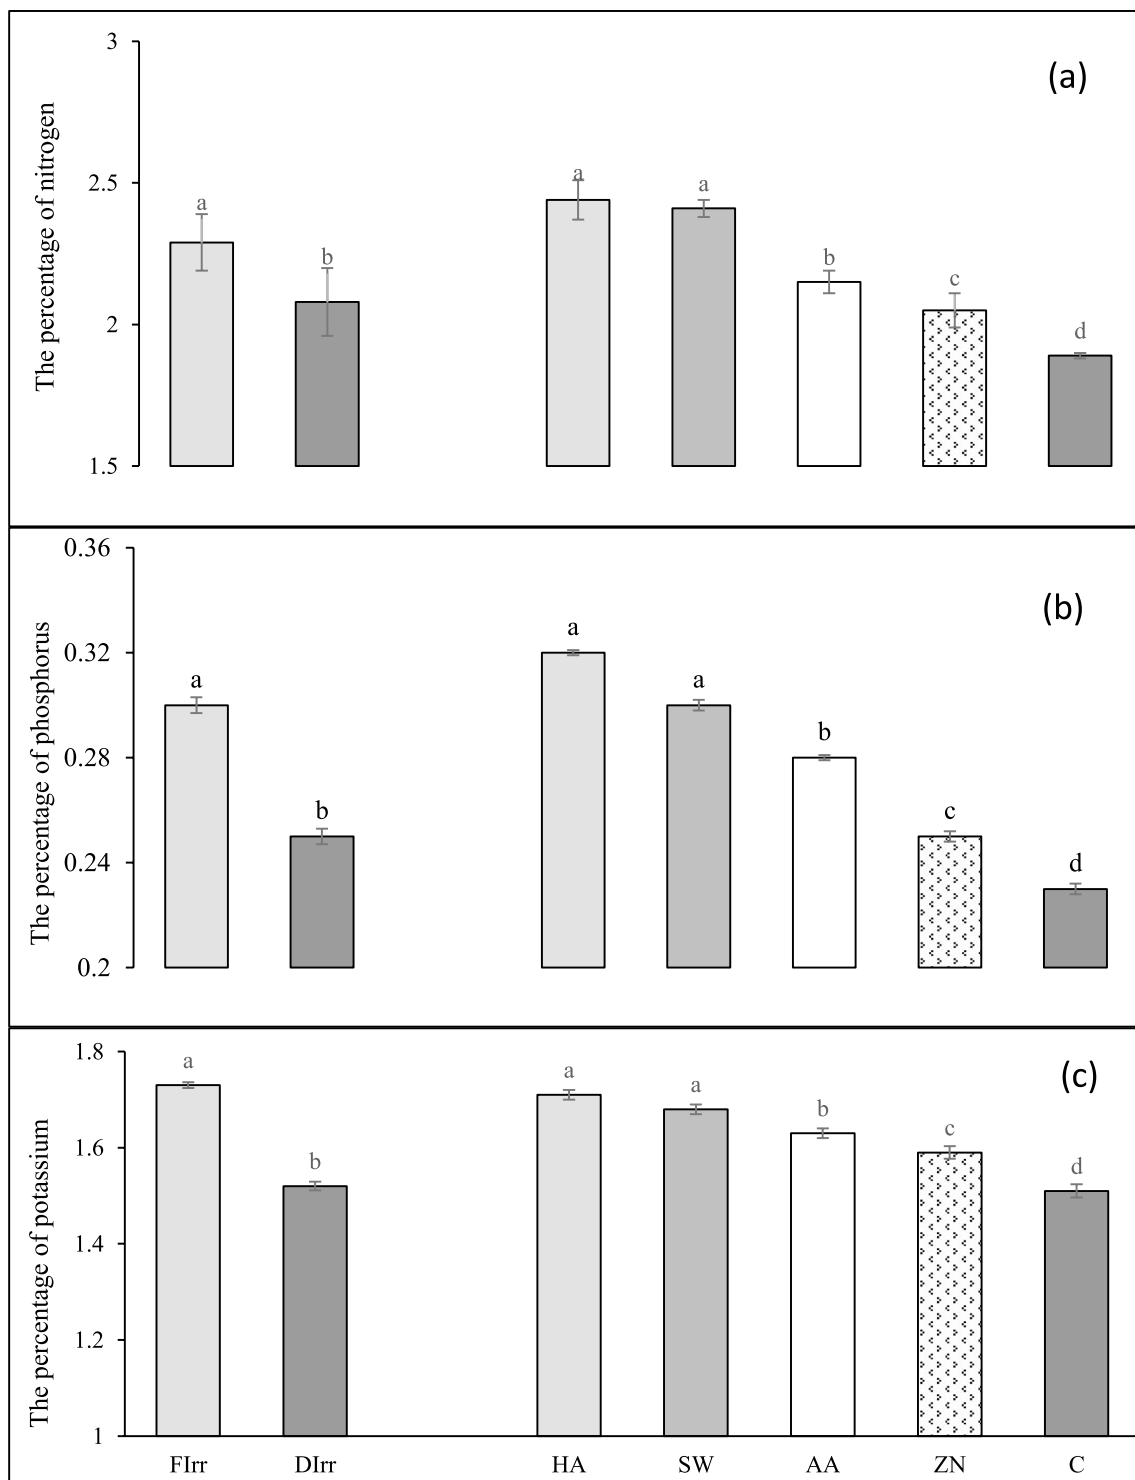 (a)
The percentage of nitrogen
3
2.5
2
1.5
a
b
a
a
b
c
d
(b)
The percentage of phosphorus
0.36
0.32
0.28
0.24
0.2
a
b
a
a
b
c
d
(c)
The percentage of potassium
1.8
1.6
1.4
1.2
1
a
b
a
a
b
c
d
FIrr DIrr HA SW AA ZN C